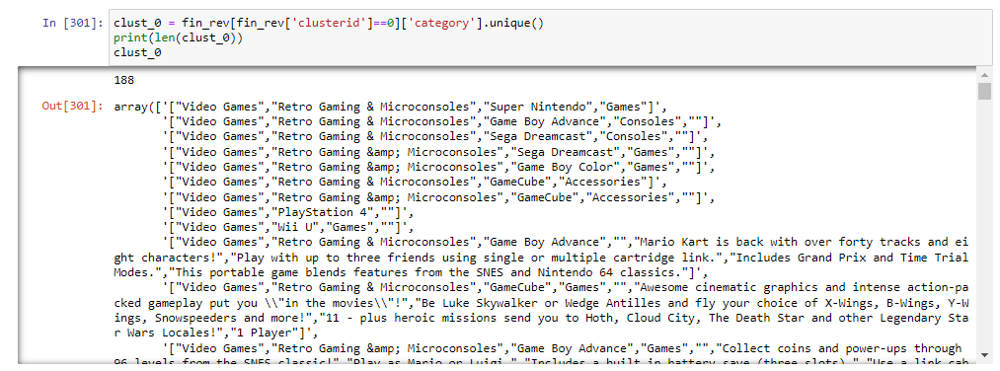 In [301]: clust_0 = fin_rev[fin_rev['clusterid']==0]['category'].unique()
print(len(clust_0))
clust_0
188
Out[301]: array(['["Video Games","Retro Gaming & Microconsoles","Super Nintendo","Games"]',
'["Video Games","Retro Gaming & Microconsoles","Game Boy Advance","Consoles",""]',
'["Video Games","Retro Gaming & Microconsoles","Sega Dreamcast","Consoles",""]',
'["Video Games","Retro Gaming &amp; Microconsoles","Sega Dreamcast","Games",""]',
'["Video Games","Retro Gaming &amp; Microconsoles","Game Boy Color","Games",""]',
'["Video Games","Retro Gaming & Microconsoles","GameCube","Accessories"]',
'["Video Games","Retro Gaming &amp; Microconsoles","GameCube","Accessories",""]',
'["Video Games","PlayStation 4",""]',
'["Video Games","Wii U","Games",""]',
'["Video Games","Retro Gaming & Microconsoles","Game Boy Advance","","Mario Kart is back with over forty tracks and ei
ght characters!","Play with up to three friends using single or multiple cartridge link.","Includes Grand Prix and Time Trial
Modes.","This portable game blends features from the SNES and Nintendo 64 classics."]',
'["Video Games","Retro Gaming & Microconsoles","GameCube","Games","","Awesome cinematic graphics and intense action-pa
cked gameplay put you \\"in the movies\\"!","Be Luke Skywalker or Wedge Antilles and fly your choice of X-Wings, B-Wings, Y-W
ings, Snowspeeders and more!","11 - plus heroic missions send you to Hoth, Cloud City, The Death Star and other Legendary Sta
r Wars Locales!","1 Player"]',
'["Video Games","Retro Gaming &amp; Microconsoles","Game Boy Advance","Games","","Collect coins and power-ups through
96 levels from the SNES classic!","Play as Mario or Luigi.","Includes a built in battery save (three slots).","Use a link cab